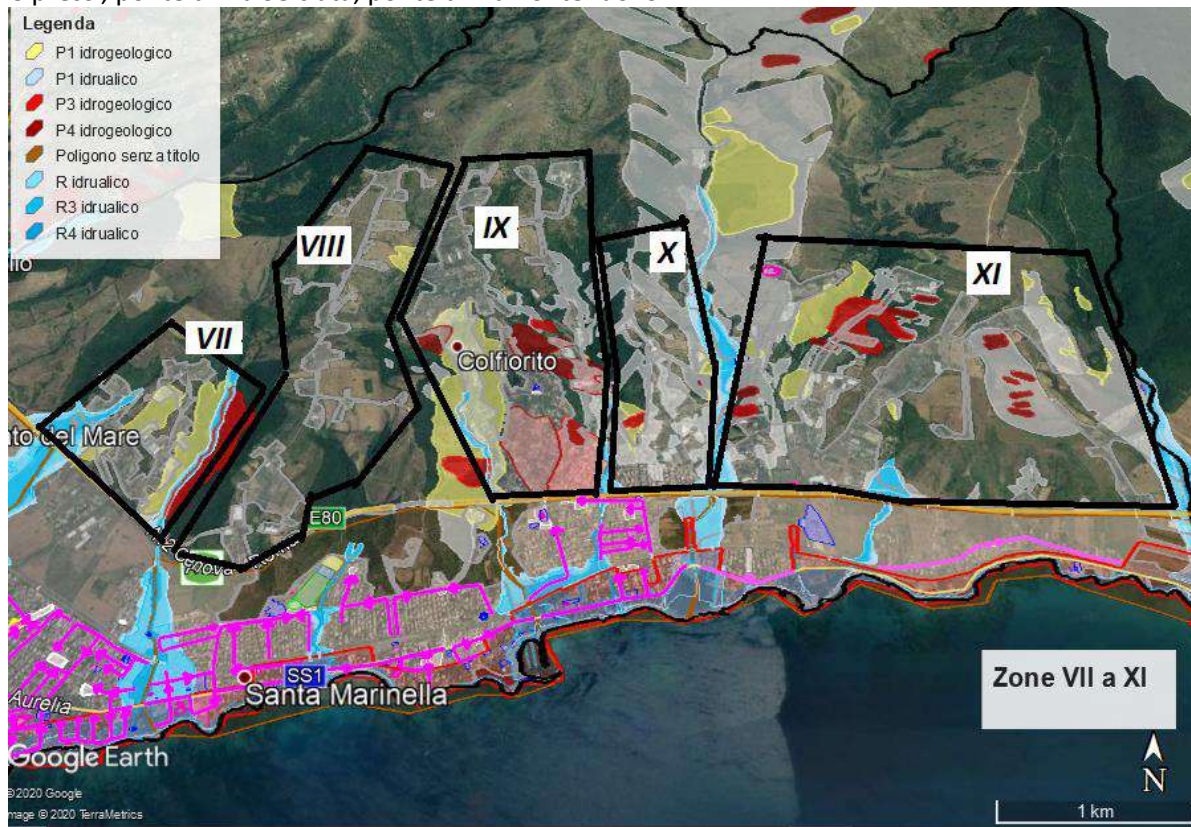 Legenda
P1 idrogeologico
P1 idrualico
P3 idrogeologico
P4 idrogeologico
Poligono senza titolo
R idrualico
R3 idrualico
R4 idrualico
VIII
IX
X
XI
VII
Colfiorito
to del Mare
E80
SS1
Santa Marinella
Aurelia
Zone VII a XI
Google Earth
N
© 2020 Google
mage © 2020 TerraMetrics
1 km